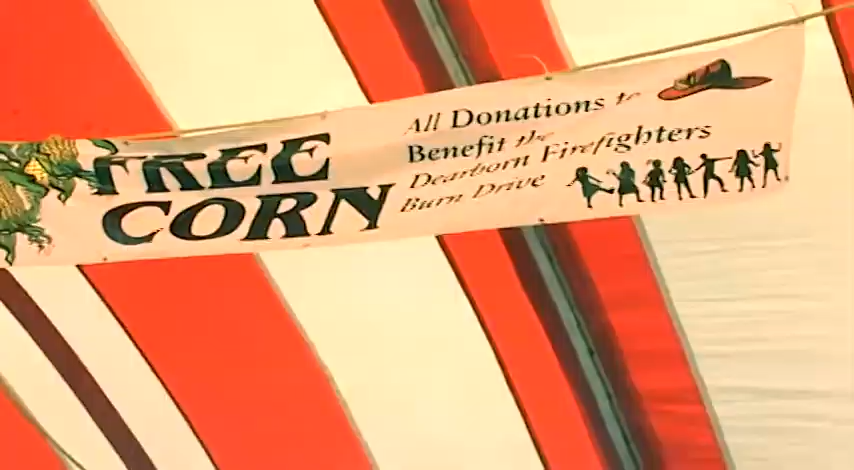 FREE
CORN
All Donations to
Benefit the
Dearborn Firefighters
Burn Drive